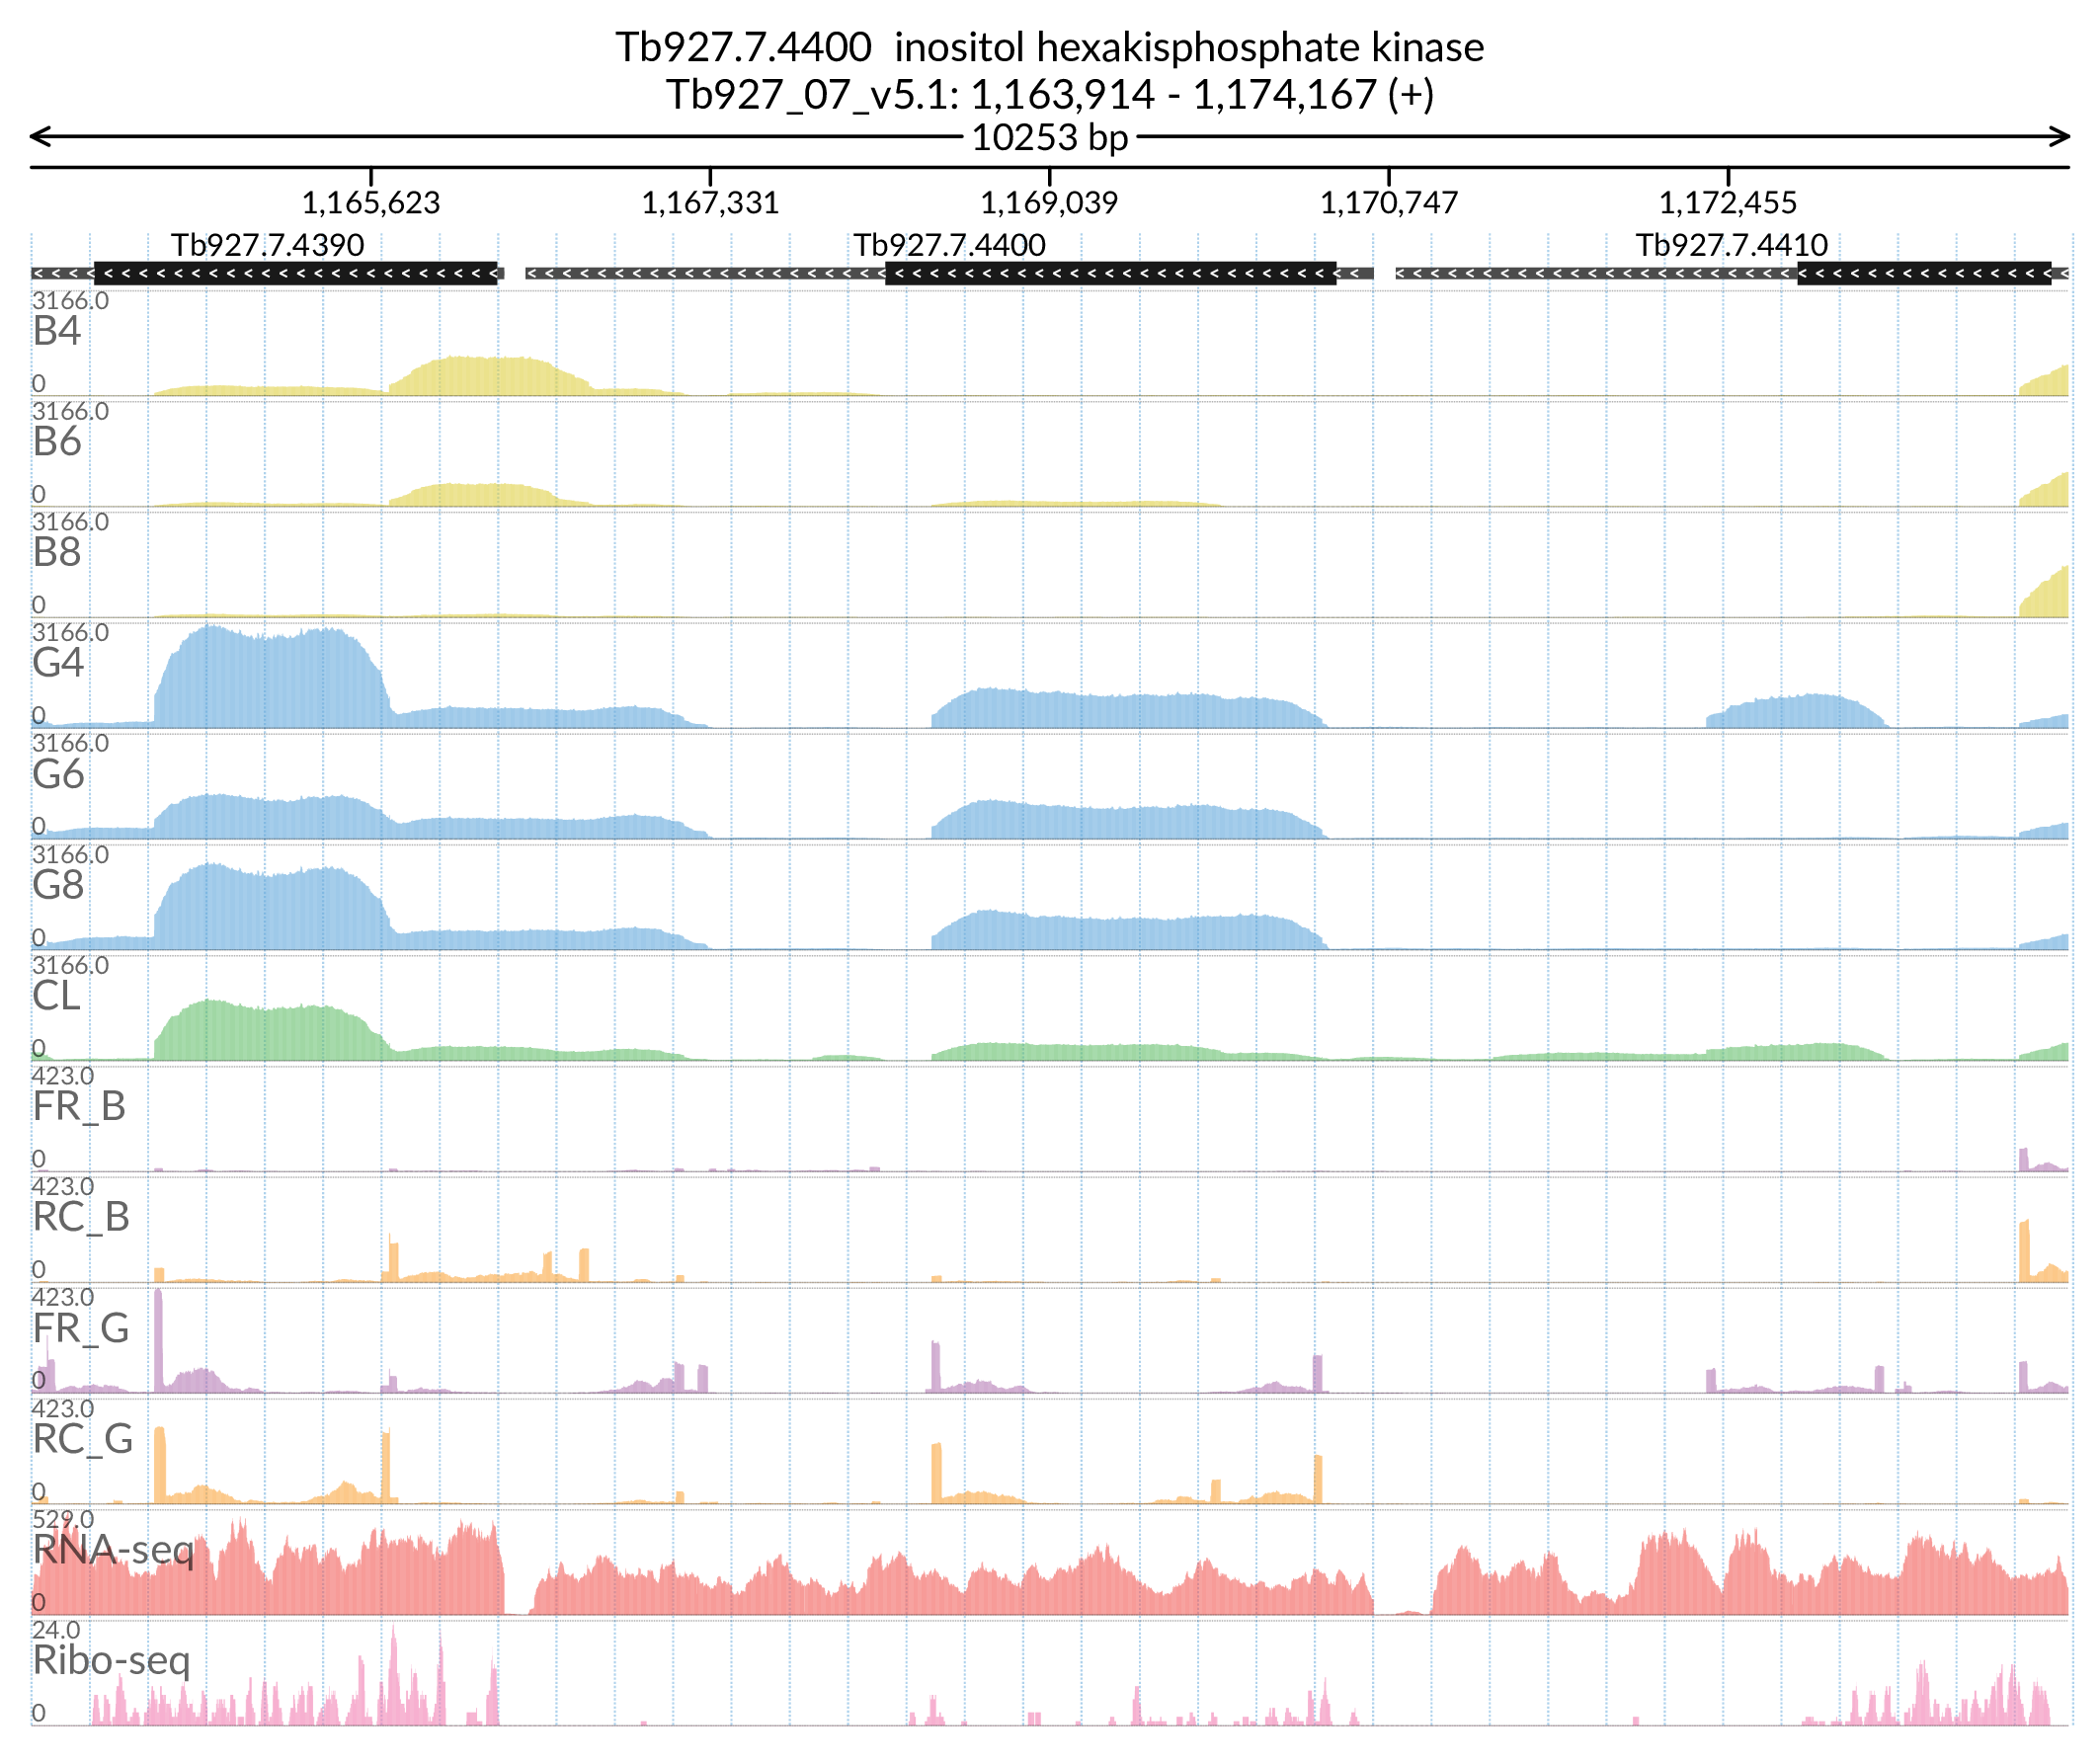 Tb927.7.4400 inositol hexakisphosphate kinase
Tb927_07_v5.1: 1,163,914 - 1,174,167 (+)
10253 bp
1,165,623 1,167,331 1,169,039 1,170,747 1,172,455
Tb927.7.4390 Tb927.7.4400 Tb927.7.4410
3166.0
B4
0
3166.0
B6
0
3166.0
B8
0
3166.0
G4
0
3166.0
G6
0
3166.0
G8
0
3166.0
CL
0
423.0
FR_B
0
423.0
RC_B
0
423.0
FR_G
0
423.0
RC_G
0
529.0
RNA-seq
0
24.0
Ribo-seq
0